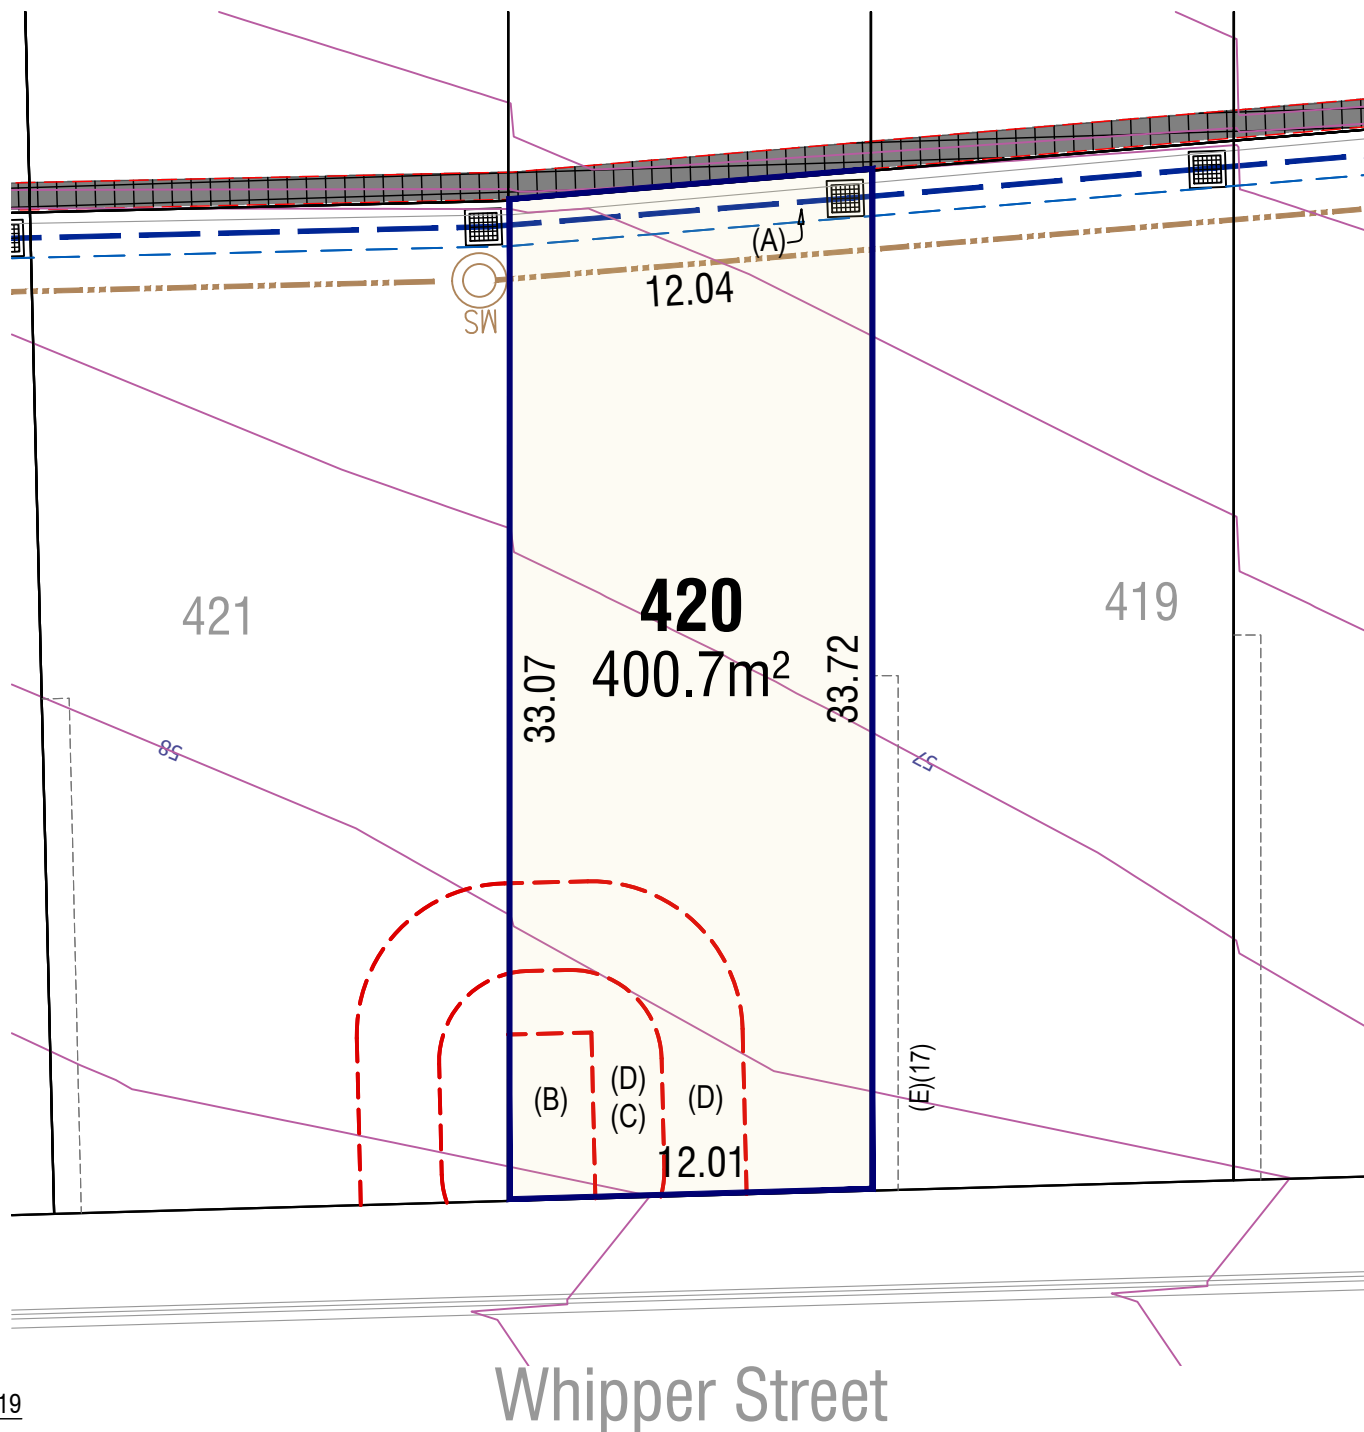 (A)
12.04
SW
421
420
400.7m²
419
33.07
33.72
58
57
(B)
(D)
(C)
(D)
(E)(17)
12.01
Whipper Street
19